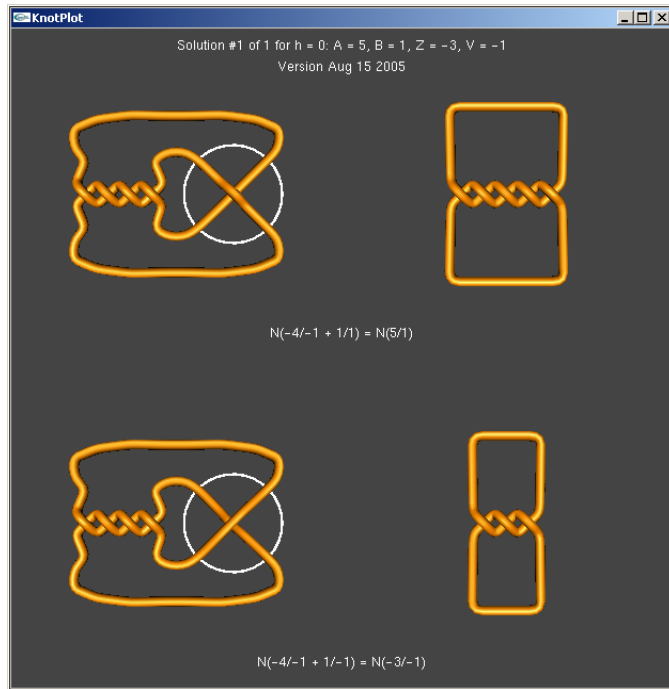 KnotPlot
Solution #1 of 1 for h = 0: A = 5, B = 1, Z = −3, V = −1
Version Aug 15 2005
N(−4/−1 + 1/1) = N(5/1)
N(−4/−1 + 1/−1) = N(−3/−1)